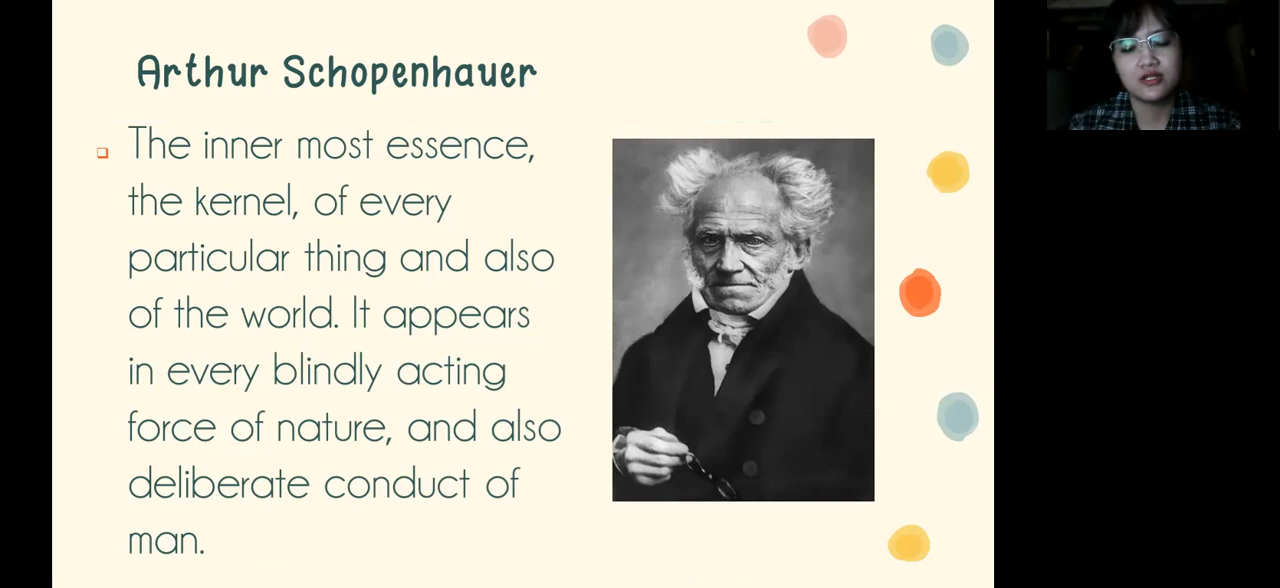 Arthur Schopenhauer
The inner most essence,
the kernel, of every
particular thing and also
of the world. It appears
in every blindly acting
force of nature, and also
deliberate conduct of
man.